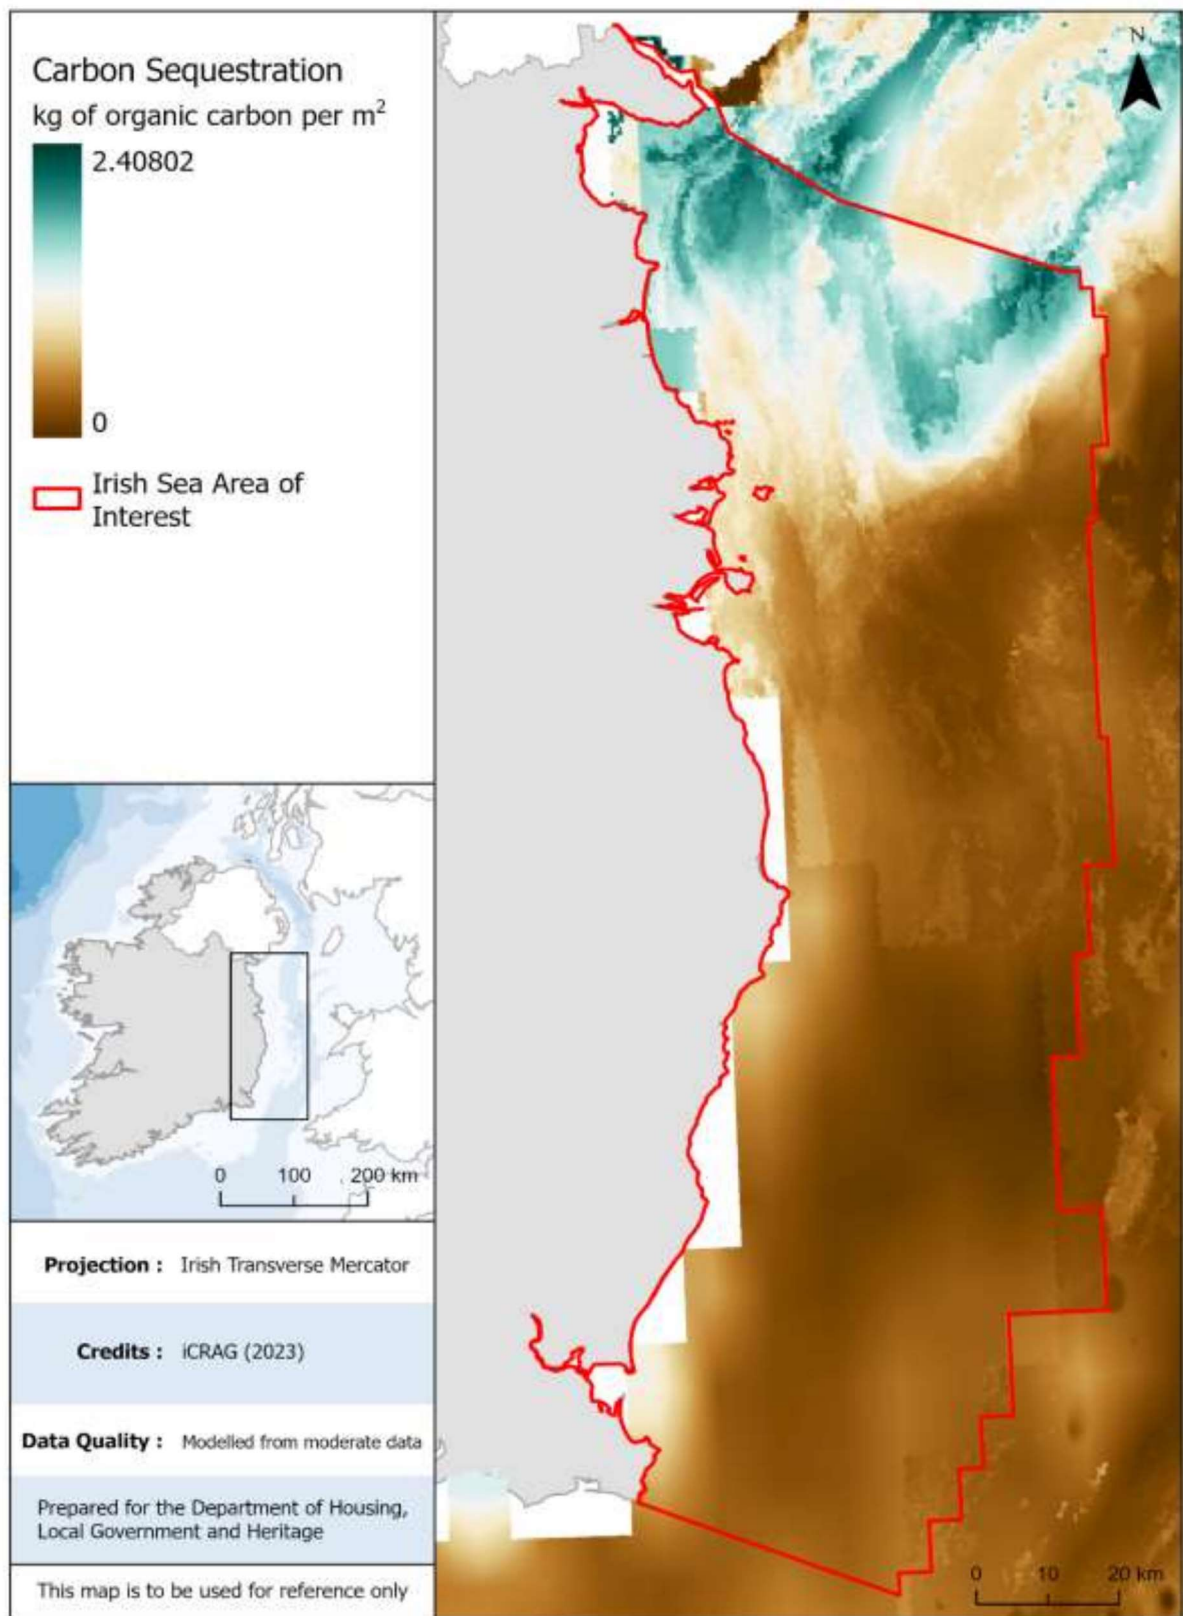 Carbon Sequestration
kg of organic carbon per m²
2.40802
0
Irish Sea Area of
Interest
0 100 200 km
Projection : Irish Transverse Mercator
Credits : iCRAG (2023)
Data Quality : Modelled from moderate data
Prepared for the Department of Housing,
Local Government and Heritage
This map is to be used for reference only
N
0 10 20 km